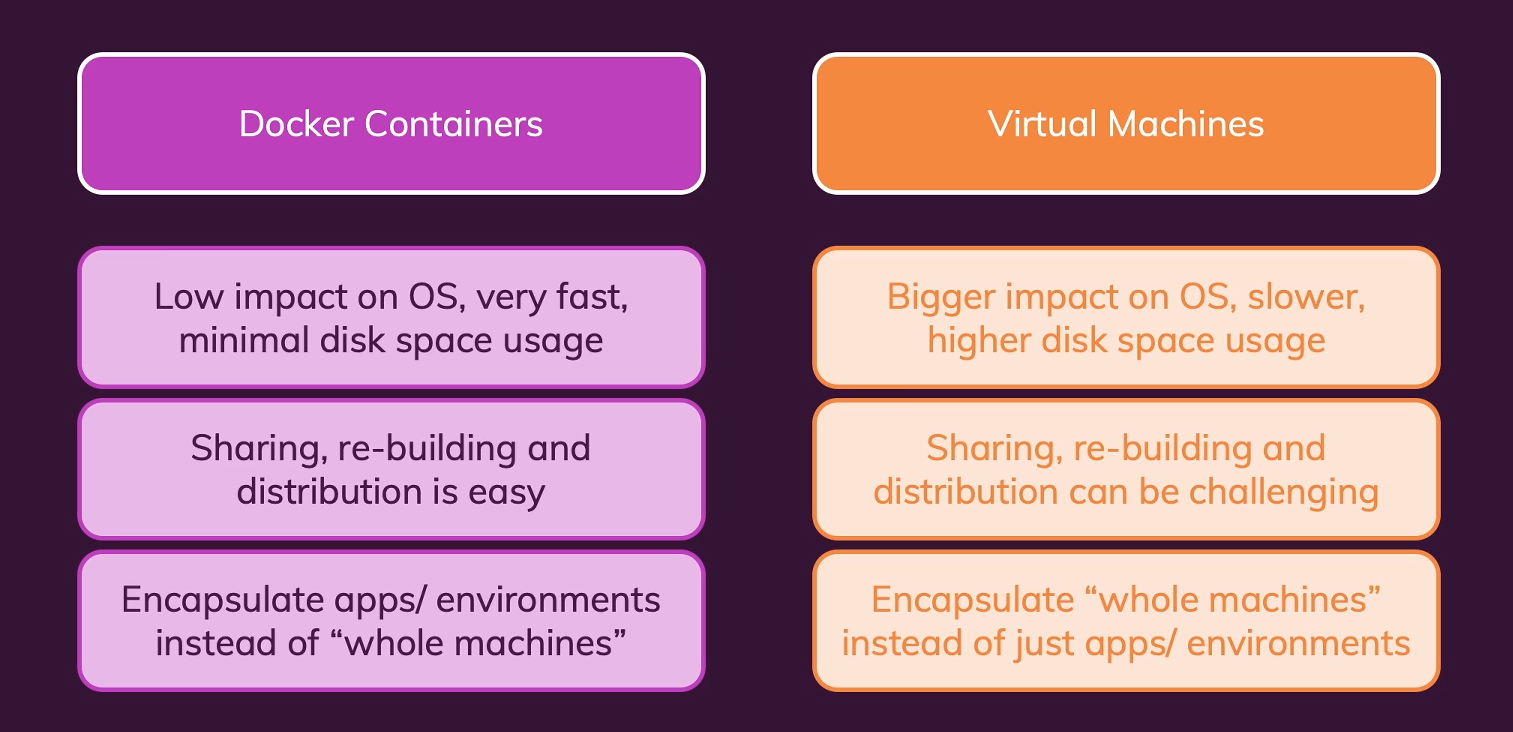 Docker Containers
Virtual Machines
Low impact on OS, very fast,
minimal disk space usage
Bigger impact on OS, slower,
higher disk space usage
Sharing, re-building and
distribution is easy
Sharing, re-building and
distribution can be challenging
Encapsulate apps/ environments
instead of “whole machines”
Encapsulate “whole machines”
instead of just apps/ environments